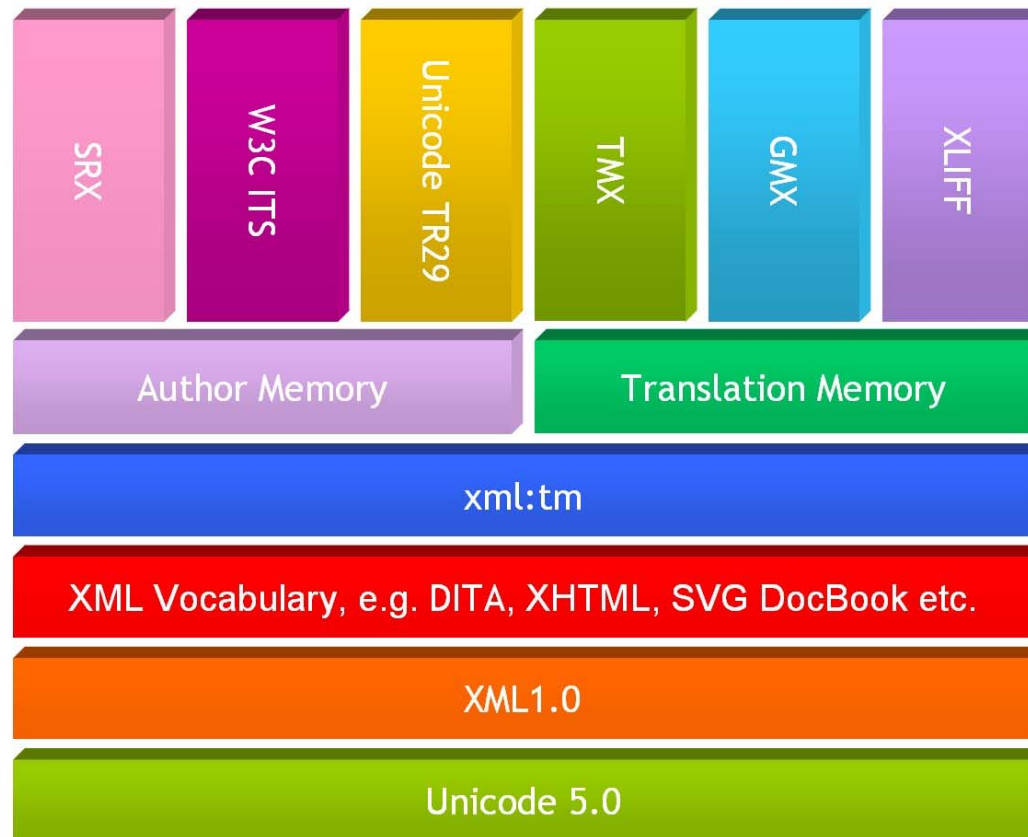 SRX
W3C ITS
Unicode TR29
TMX
GMX
XLIFF
Author Memory
Translation Memory
xml:tm
XML Vocabulary, e.g. DITA, XHTML, SVG DocBook etc.
XML1.0
Unicode 5.0